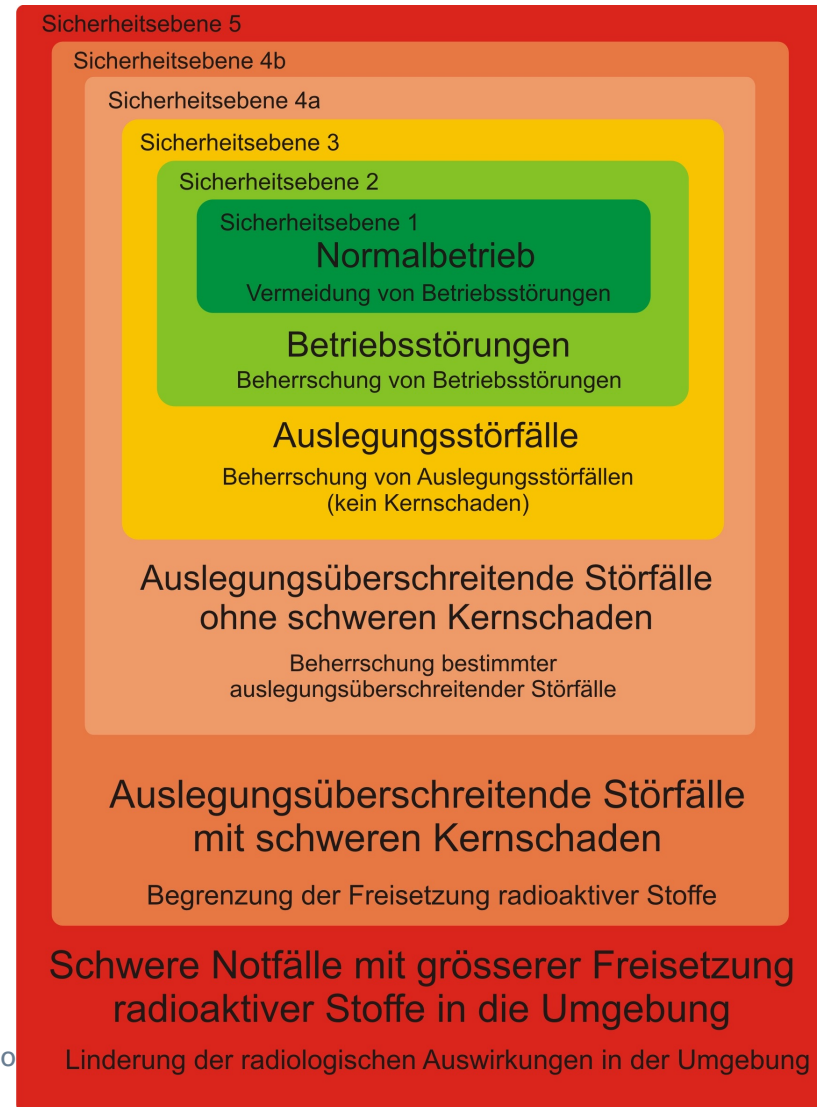 Sicherheitsebene 5
Sicherheitsebene 4b
Sicherheitsebene 4a
Sicherheitsebene 3
Sicherheitsebene 2
Sicherheitsebene 1
Normalbetrieb
Vermeidung von Betriebsstörungen
Betriebsstörungen
Beherrschung von Betriebsstörungen
Auslegungsstörfälle
Beherrschung von Auslegungsstörfällen
(kein Kernschaden)
Auslegungsüberschreitende Störfälle
ohne schweren Kernschaden
Beherrschung bestimmter
auslegungsüberschreitender Störfälle
Auslegungsüberschreitende Störfälle
mit schweren Kernschaden
Begrenzung der Freisetzung radioaktiver Stoffe
Schwere Notfälle mit grösserer Freisetzung
radioaktiver Stoffe in die Umgebung
o Linderung der radiologischen Auswirkungen in der Umgebung